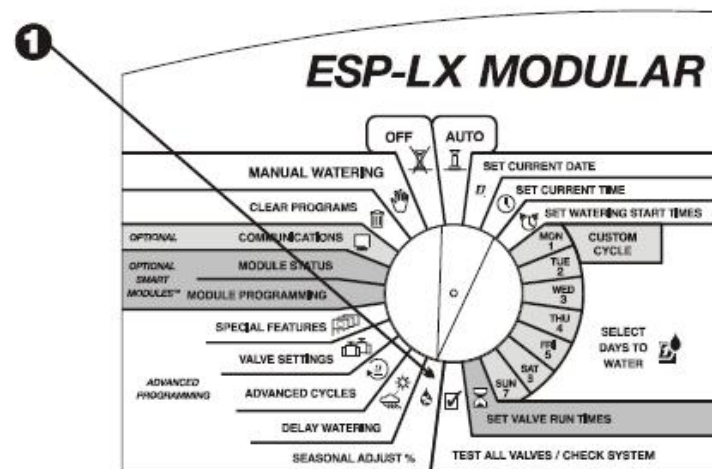 1
ESP-LX MODULAR
OFF
AUTO
MANUAL WATERING
CLEAR PROGRAMS
OPTIONAL
COMMUNICATIONS
OPTIONAL
SMART
MODULES™
MODULE STATUS
MODULE PROGRAMMING
SPECIAL FEATURES
VALVE SETTINGS
ADVANCED
PROGRAMMING
ADVANCED CYCLES
DELAY WATERING
SEASONAL ADJUST %
SET CURRENT DATE
SET CURRENT TIME
SET WATERING START TIMES
MON
1
CUSTOM
CYCLE
TUE
2
WED
3
THU
4
FRI
5
SAT
6
SUN
7
SELECT
DAYS TO
WATER
SET VALVE RUN TIMES
TEST ALL VALVES / CHECK SYSTEM